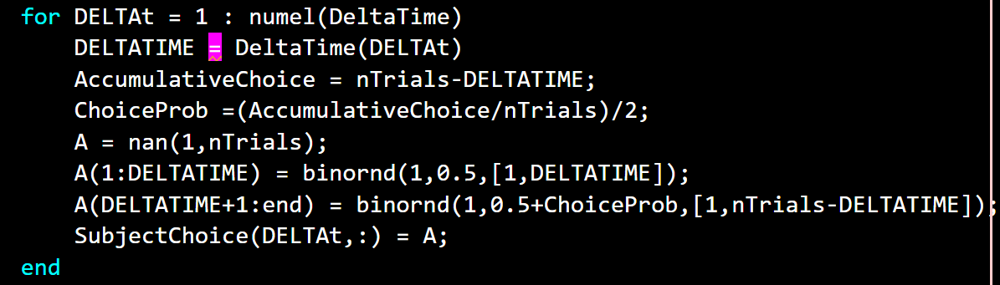 for DELTAt = 1 : numel(DeltaTime)
DELTATIME = DeltaTime(DELTAt)
AccumulativeChoice = nTrials-DELTATIME;
ChoiceProb =(AccumulativeChoice/nTrials)/2;
A = nan(1,nTrials);
A(1:DELTATIME) = binornd(1,0.5,[1,DELTATIME]);
A(DELTATIME+1:end) = binornd(1,0.5+ChoiceProb,[1,nTrials-DELTATIME]);
SubjectChoice(DELTAt,:) = A;
end